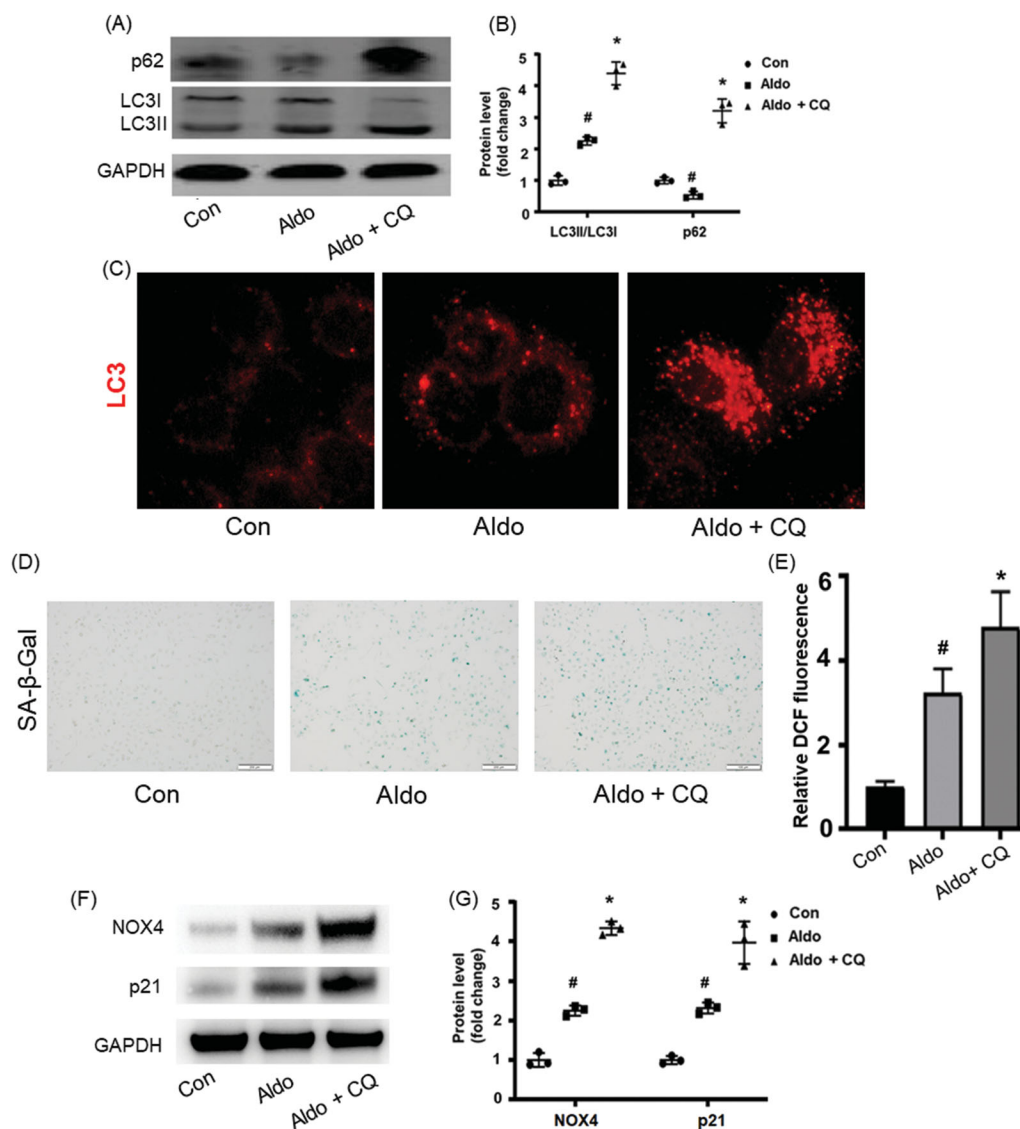 (A)
p62
LC3I
LC3II
GAPDH
Con
Aldo
Aldo + CQ
(B)
Protein level
(fold change)
5
4
3
2
1
0
*
#
*
#
Con
Aldo
Aldo + CQ
LC3II/LC3I
p62
(C)
LC3
Con
Aldo
Aldo + CQ
(D)
SA-β-Gal
Con
Aldo
Aldo + CQ
(E)
Relative DCF fluorescence
6
4
2
0
#
*
Con
Aldo
Aldo+ CQ
(F)
NOX4
p21
GAPDH
Con
Aldo
Aldo + CQ
(G)
Protein level
(fold change)
5
4
3
2
1
0
*
#
*
#
Con
Aldo
Aldo + CQ
NOX4
p21